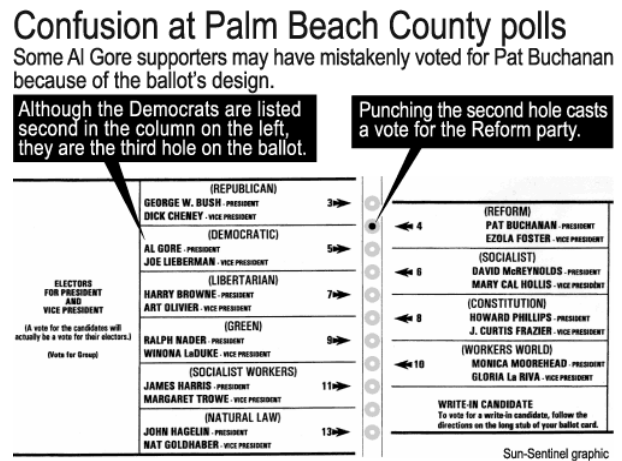 Confusion at Palm Beach County polls
Some Al Gore supporters may have mistakenly voted for Pat Buchanan
because of the ballot's design.
Although the Democrats are listed
second in the column on the left,
they are the third hole on the ballot.
Punching the second hole casts
a vote for the Reform party.
ELECTORS
FOR PRESIDENT
AND
VICE PRESIDENT
(A vote for the candidates will
actually be a vote for their electors.)
(Vote for Group)
(REPUBLICAN)
GEORGE W. BUSH - PRESIDENT 3
DICK CHENEY - VICE PRESIDENT
(DEMOCRATIC)
AL GORE - PRESIDENT 5
JOE LIEBERMAN - VICE PRESIDENT
(LIBERTARIAN)
HARRY BROWNE - PRESIDENT 7
ART OLIVIER - VICE PRESIDENT
(GREEN)
RALPH NADER - PRESIDENT 9
WINONA LaDUKE - VICE PRESIDENT
(SOCIALIST WORKERS)
JAMES HARRIS - PRESIDENT 11
MARGARET TROWE - VICE PRESIDENT
(NATURAL LAW)
JOHN HAGELIN - PRESIDENT 13
NAT GOLDHABER - VICE PRESIDENT
(REFORM)
4 PAT BUCHANAN - PRESIDENT
EZOLA FOSTER - VICE PRESIDENT
(SOCIALIST)
6 DAVID McREYNOLDS - PRESIDENT
MARY CAL HOLLIS - VICE PRESIDENT
(CONSTITUTION)
8 HOWARD PHILLIPS - PRESIDENT
J. CURTIS FRAZIER - VICE PRESIDENT
(WORKERS WORLD)
10 MONICA MOOREHEAD - PRESIDENT
GLORIA La RIVA - VICE PRESIDENT
WRITE-IN CANDIDATE
To vote for a write-in candidate, follow the
directions on the long stub of your ballot card.
Sun-Sentinel graphic